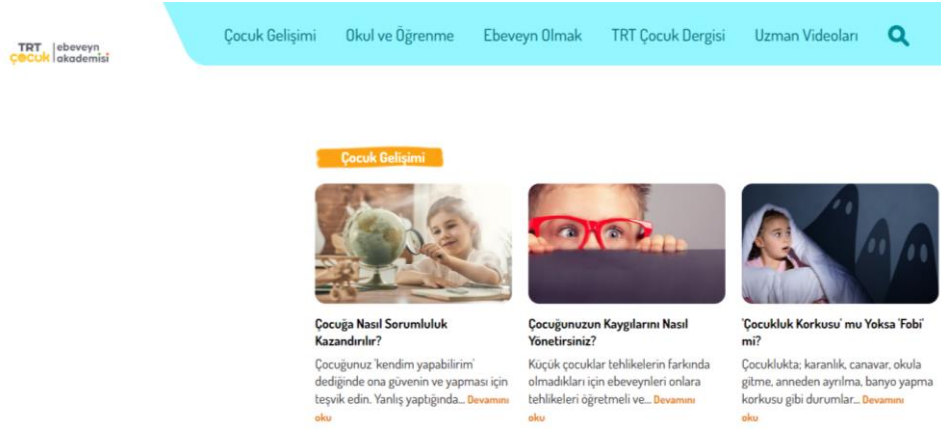 TRT çocuk | ebeveyn akademisi
Çocuk Gelişimi Okul ve Öğrenme Ebeveyn Olmak TRT Çocuk Dergisi Uzman Videoları
Çocuk Gelişimi
Çocuğa Nasıl Sorumluluk
Kazandırılır?
Çocuğunuz 'kendim yapabilirim'
dediğinde ona güvenin ve yapması için
teşvik edin. Yanlış yaptığında... Devamını
oku
Çocuğunuzun Kaygılarını Nasıl
Yönetirsiniz?
Küçük çocuklar tehlikelerin farkında
olmadıkları için ebeveynleri onlara
tehlikeleri öğretmeli ve... Devamını
oku
'Çocukluk Korkusu' mu Yoksa 'Fobi'
mi?
Çocuklukta; karanlık, canavar, okula
gitme, anneden ayrılma, banyo yapma
korkusu gibi durumlar... Devamını
oku